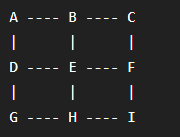 A ---- B ---- C
|      |      |
D ---- E ---- F
|      |      |
G ---- H ---- I